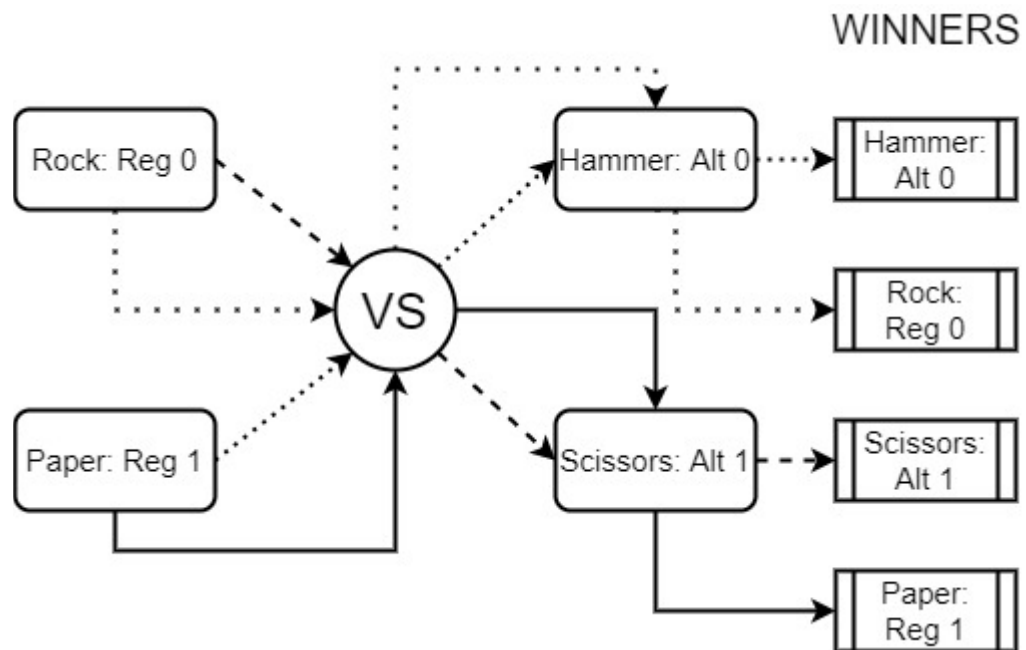 WINNERS
Rock: Reg 0
Hammer: Alt 0
Hammer:
Alt 0
VS
Rock:
Reg 0
Paper: Reg 1
Scissors: Alt 1
Scissors:
Alt 1
Paper:
Reg 1